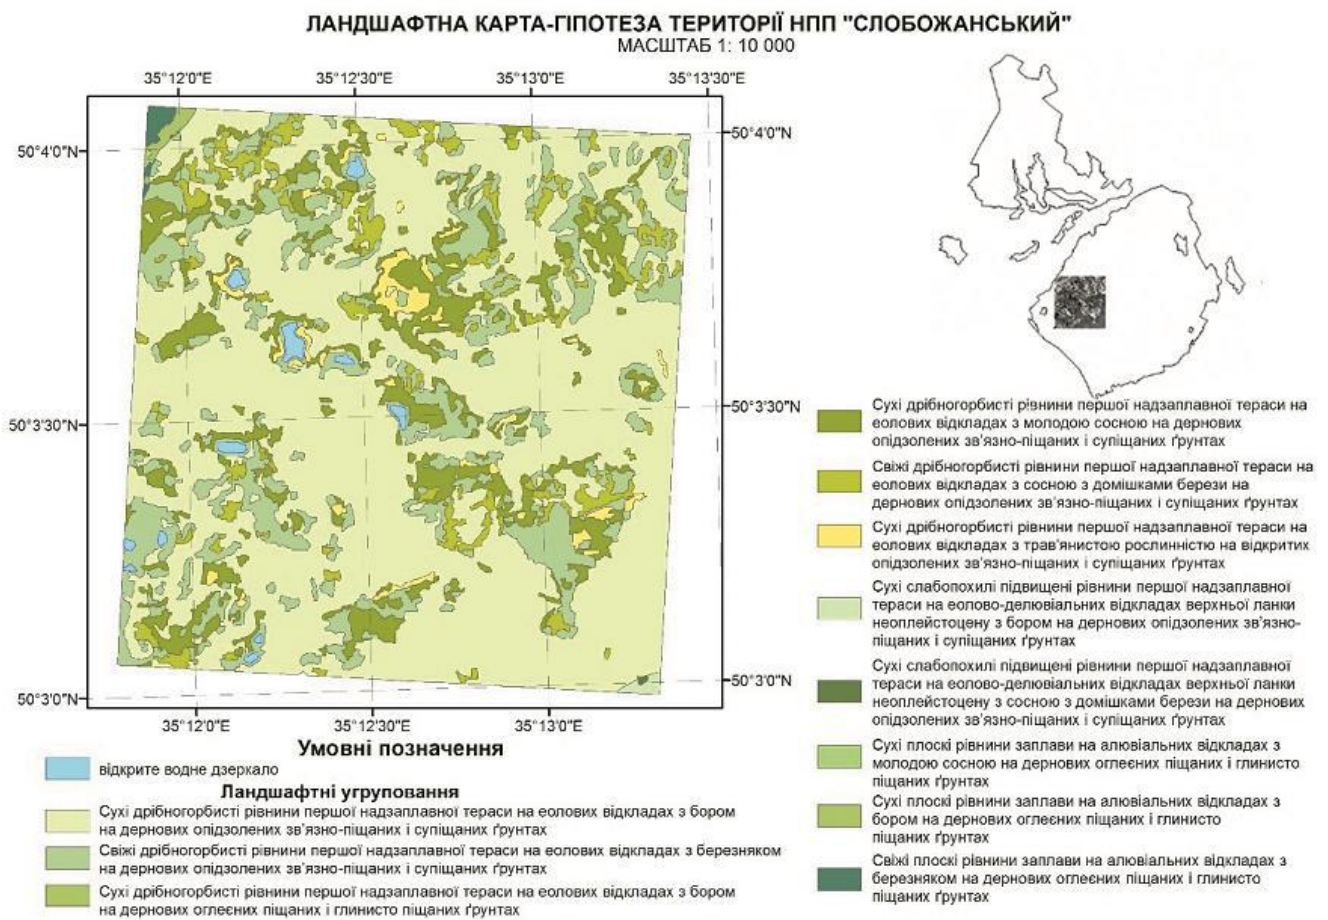 ЛАНДШАФТНА КАРТА-ГІПОТЕЗА ТЕРИТОРІЇ НПП "СЛОБОЖАНСЬКИЙ"
МАСШТАБ 1: 10 000
35°12'0"E
35°12'30"E
35°13'0"E
35°13'30"E
50°4'0"N
50°4'0"N
50°3'30"N
50°3'30"N
50°3'0"N
50°3'0"N
35°12'0"E
35°12'30"E
35°13'0"E
Умовні позначення
відкрите водне дзеркало
Ландшафтні угруповання
Сухі дрібногорбисті рівнини першої надзаплавної тераси на еолових відкладах з бором
на дернових опідзолених зв'язно-піщаних і супіщаних ґрунтах
Свіжі дрібногорбисті рівнини першої надзаплавної тераси на еолових відкладах з березняком
на дернових опідзолених зв'язно-піщаних і супіщаних ґрунтах
Сухі дрібногорбисті рівнини першої надзаплавної тераси на еолових відкладах з бором
на дернових оглеєних піщаних і глинисто піщаних ґрунтах
Сухі дрібногорбисті рівнини першої надзаплавної тераси на
еолових відкладах з молодою сосною на дернових
опідзолених зв'язно-піщаних і супіщаних ґрунтах
Свіжі дрібногорбисті рівнини першої надзаплавної тераси на
еолових відкладах з сосною з домішками берези на
дернових опідзолених зв'язно-піщаних і супіщаних ґрунтах
Сухі дрібногорбисті рівнини першої надзаплавної тераси на
еолових відкладах з трав'янистою рослинністю на відкритих
опідзолених зв'язно-піщаних і супіщаних ґрунтах
Сухі слабопохилі підвищені рівнини першої надзаплавної
тераси на еолово-делювіальних відкладах верхньої ланки
неоплейстоцену з бором на дернових опідзолених зв'язно-
піщаних і супіщаних ґрунтах
Сухі слабопохилі підвищені рівнини першої надзаплавної
тераси на еолово-делювіальних відкладах верхньої ланки
неоплейстоцену з сосною з домішками берези на дернових
опідзолених зв'язно-піщаних і супіщаних ґрунтах
Сухі плоскі рівнини заплави на алювіальних відкладах з
молодою сосною на дернових оглеєних піщаних і глинисто
піщаних ґрунтах
Сухі плоскі рівнини заплави на алювіальних відкладах з
бором на дернових оглеєних піщаних і глинисто
піщаних ґрунтах
Свіжі плоскі рівнини заплави на алювіальних відкладах з
березняком на дернових оглеєних піщаних і глинисто
піщаних ґрунтах